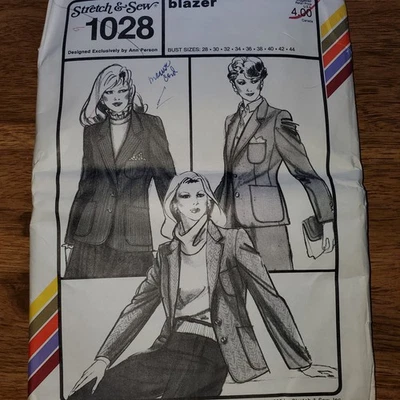 Stretch & Sew®
1028
Designed Exclusively by Ann Person
blazer
BUST SIZES: 28 • 30 • 32 • 34 • 36 • 38 • 40 • 42 • 44
4.00